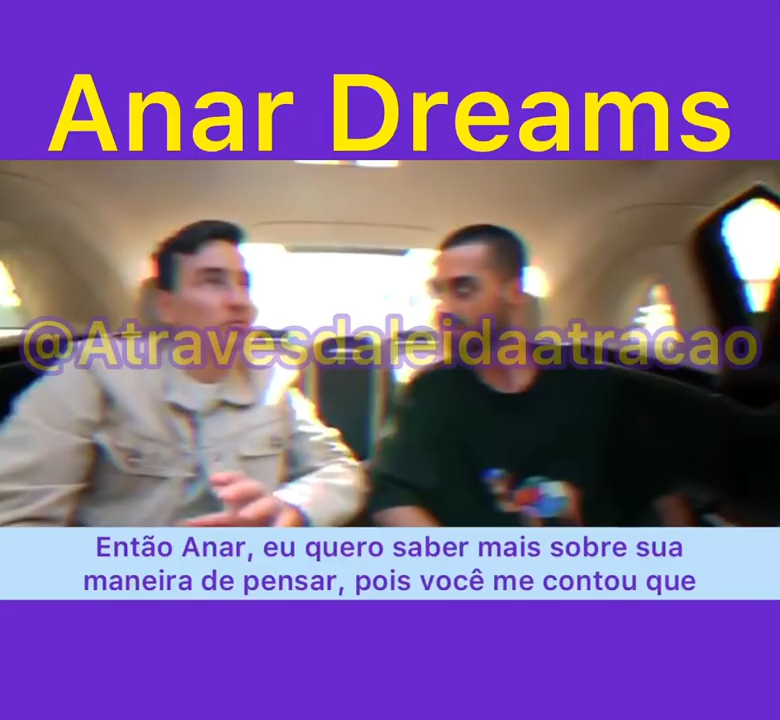 Anar Dreams
@Atravesdaleidaatracao
Então Anar, eu quero saber mais sobre sua
maneira de pensar, pois você me contou que